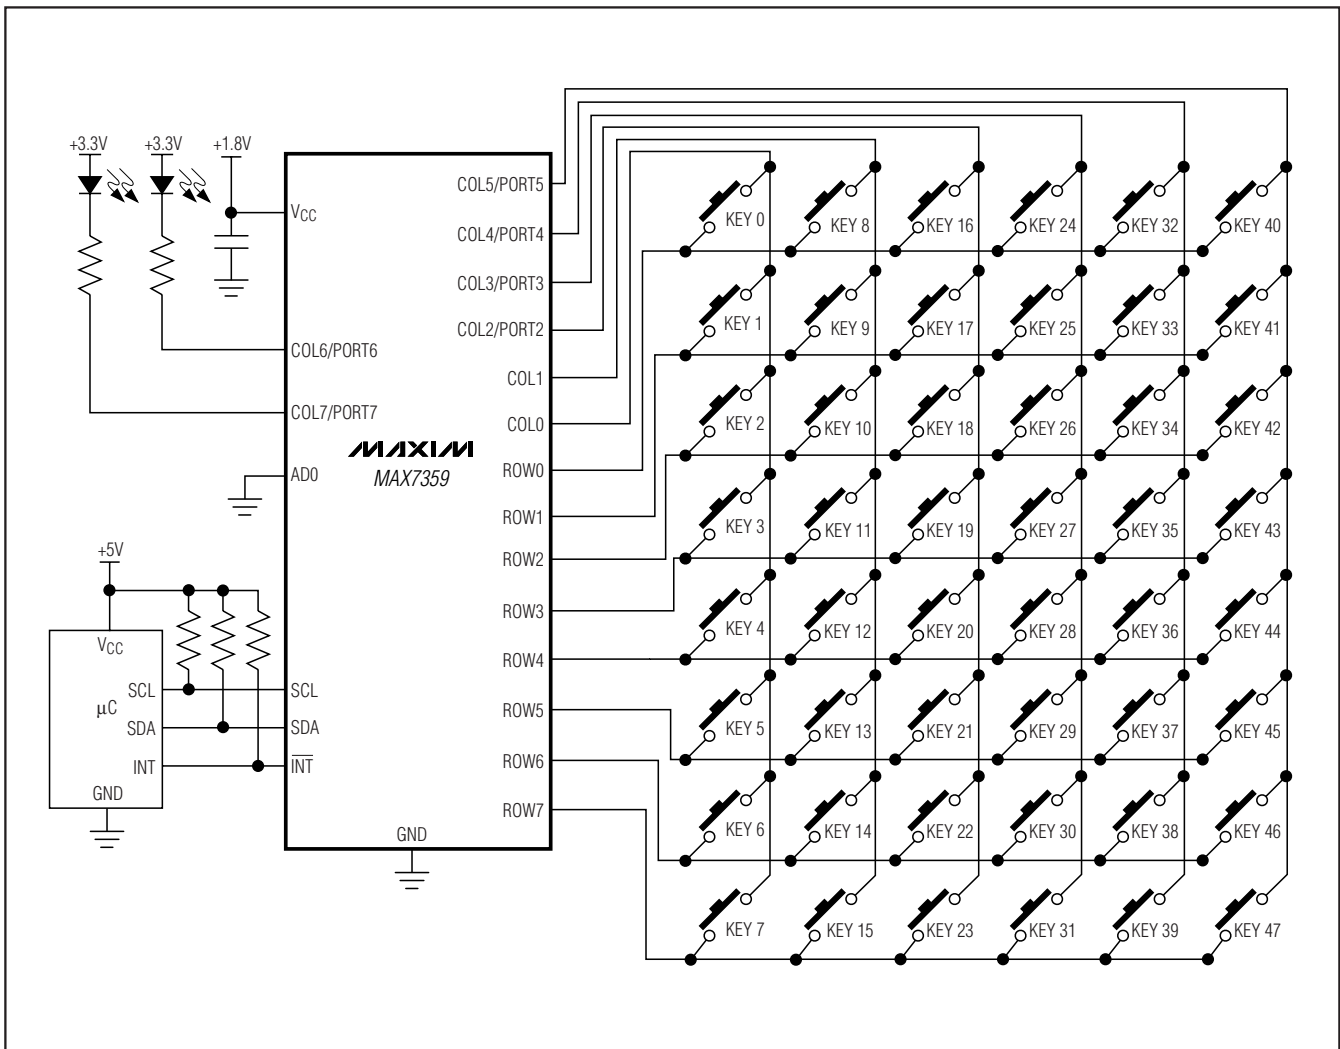 +3.3V +3.3V +1.8V
COL5/PORT5
VCC
COL4/PORT4
COL3/PORT3
COL2/PORT2
COL6/PORT6
COL1
COL7/PORT7
COL0
MAXIM
MAX7359
AD0
ROW0
ROW1
ROW2
ROW3
ROW4
ROW5
ROW6
ROW7
+5V
VCC
SCL SCL
μC
SDA SDA
INT INT
GND
GND
KEY 0 KEY 8 KEY 16 KEY 24 KEY 32 KEY 40
KEY 1 KEY 9 KEY 17 KEY 25 KEY 33 KEY 41
KEY 2 KEY 10 KEY 18 KEY 26 KEY 34 KEY 42
KEY 3 KEY 11 KEY 19 KEY 27 KEY 35 KEY 43
KEY 4 KEY 12 KEY 20 KEY 28 KEY 36 KEY 44
KEY 5 KEY 13 KEY 21 KEY 29 KEY 37 KEY 45
KEY 6 KEY 14 KEY 22 KEY 30 KEY 38 KEY 46
KEY 7 KEY 15 KEY 23 KEY 31 KEY 39 KEY 47